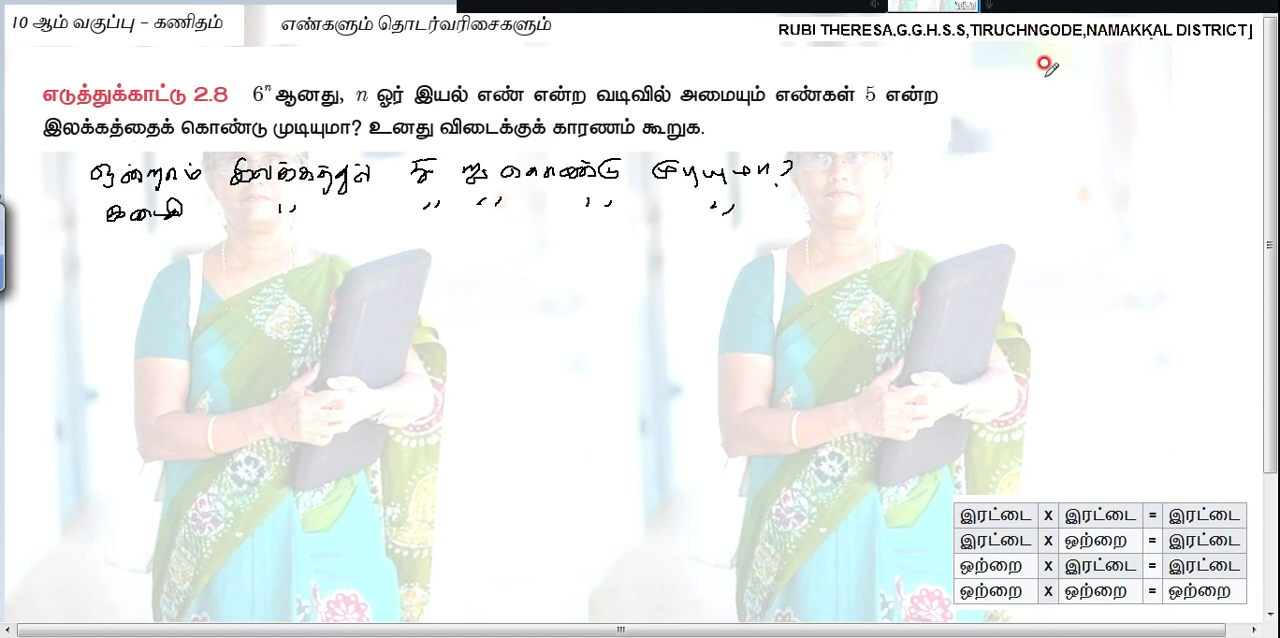 10 ஆம் வகுப்பு – கணிதம்
எண்களும் தொடர்வரிசைகளும்
RUBI THERESA,G.G.H.S.S,TIRUCHNGODE,NAMAKKAL DISTRICT]
எடுத்துக்காட்டு 2.8 6ⁿ ஆனது, n ஓர் இயல் எண் என்ற வடிவில் அமையும் எண்கள் 5 என்ற
இலக்கத்தைக் கொண்டு முடியுமா? உனது விடைக்குக் காரணம் கூறுக.
ஒன்றாம் இலக்கத்தில் 5 ஐ கொண்டு முடியுமா?
கடைசி ,, ,, ,, ,, ,,
இரட்டை x இரட்டை = இரட்டை
இரட்டை x ஒற்றை = இரட்டை
ஒற்றை x இரட்டை = இரட்டை
ஒற்றை x ஒற்றை = ஒற்றை